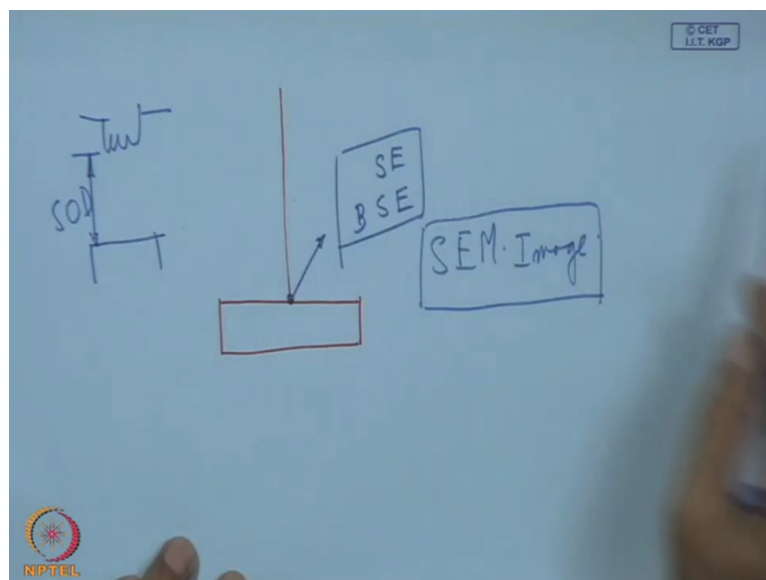 © CET
I.I.T. KGP
SOD
SE
BSE
SEM. Image
NPTEL